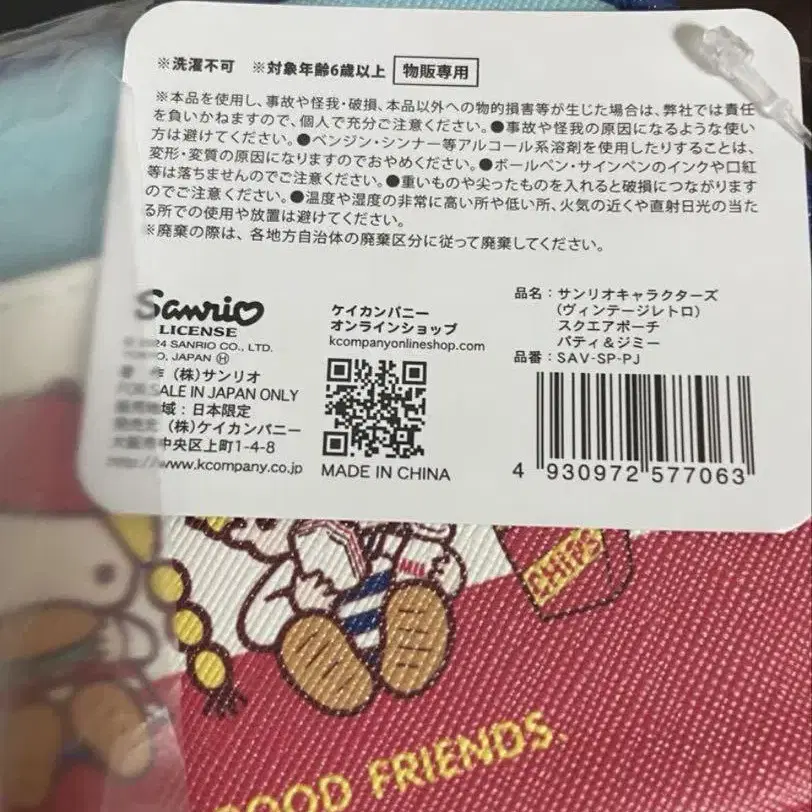 ※洗濯不可 ※対象年齢6歳以上 物販専用
※本品を使用し、事故や怪我・破損、本品以外への物的損害等が生じた場合は、弊社では責任
を負いかねますので、個人で充分ご注意ください。●事故や怪我の原因になるような使い
方は避けてください。●ベンジン・シンナー等アルコール系溶剤を使用したりすることは、
変形・変質の原因になりますのでおやめください。●ボールペン・サインペンのインクや口紅
等は落ちませんのでご注意ください。●重いものや尖ったものを入れると破損につながります
のでご注意ください。●温度や湿度の非常に高い所や低い所、火気の近くや直射日光の当た
る所での使用や放置は避けてください。
※廃棄の際は、各地方自治体の廃棄区分に従って廃棄してください。
Sanrio
LICENSE
24 SANRIO CO., LTD.
TOKYO, JAPAN Ⓗ
著作 (株)サンリオ
FOR SALE IN JAPAN ONLY
販売地域:日本限定
発売元 (株)ケイカンパニー
大阪市中央区上町1-4-8
http://www.kcompany.co.jp
ケイカンパニー
オンラインショップ
kcompanyonlineshop.com
MADE IN CHINA
品名:サンリオキャラクターズ
(ヴィンテージレトロ)
スクエアポーチ
パティ&ジミー
品番:SAV-SP-PJ
4 930972 577063
CHIPS
GOOD FRIENDS.